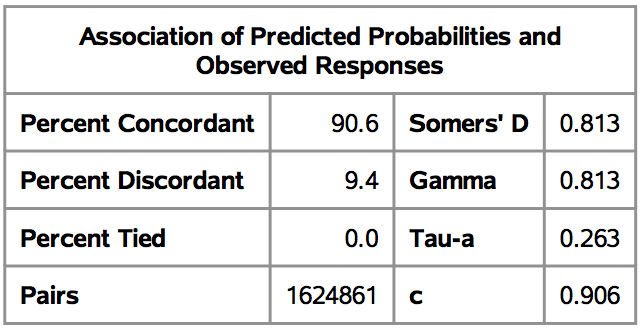 Association of Predicted Probabilities and
Observed Responses
Percent Concordant 90.6 Somers' D 0.813
Percent Discordant 9.4 Gamma 0.813
Percent Tied 0.0 Tau-a 0.263
Pairs 1624861 c 0.906